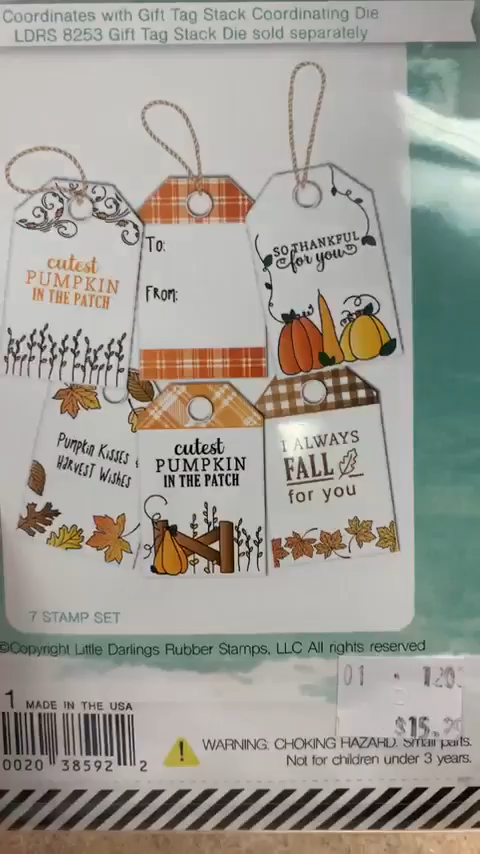 Coordinates with Gift Tag Stack Coordinating Die
LDRS 8253 Gift Tag Stack Die sold separately
cutest
PUMPKIN
IN THE PATCH
To:
From:
SO THANKFUL
for you
Pumpkin Kisses &
Harvest Wishes
cutest
PUMPKIN
IN THE PATCH
I ALWAYS
FALL
for you
7 STAMP SET
©Copyright Little Darlings Rubber Stamps, LLC All rights reserved
01
$15.
1 MADE IN THE USA
WARNING: CHOKING HAZARD. Small parts.
Not for children under 3 years.
0020 38592 2